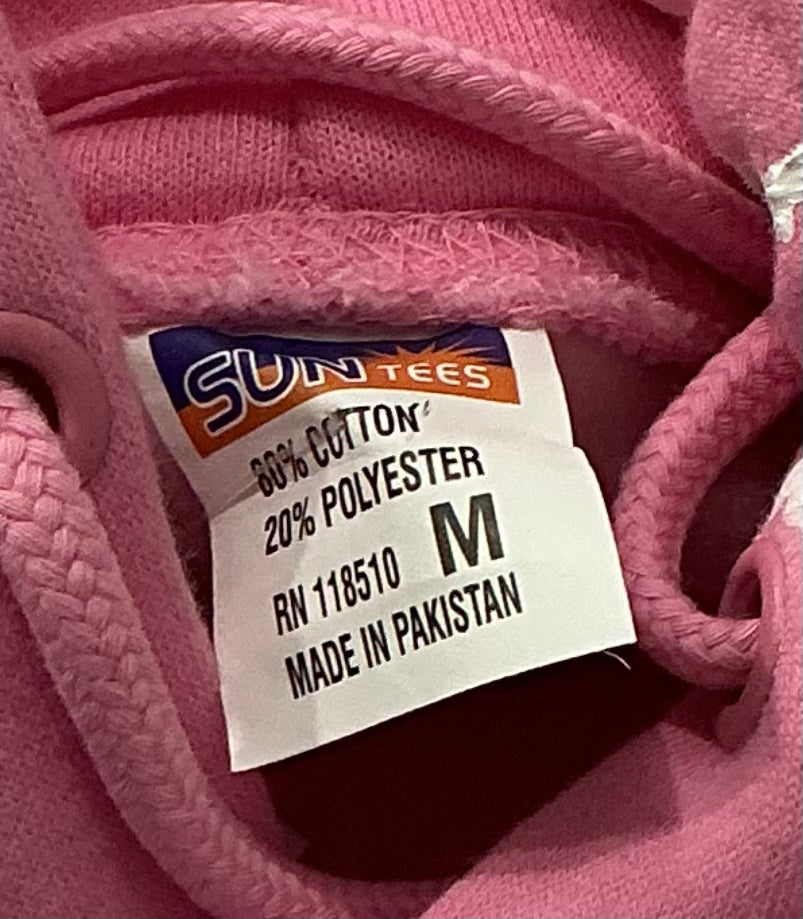 SUN TEES
80% COTTON
20% POLYESTER
M
RN 118510
MADE IN PAKISTAN